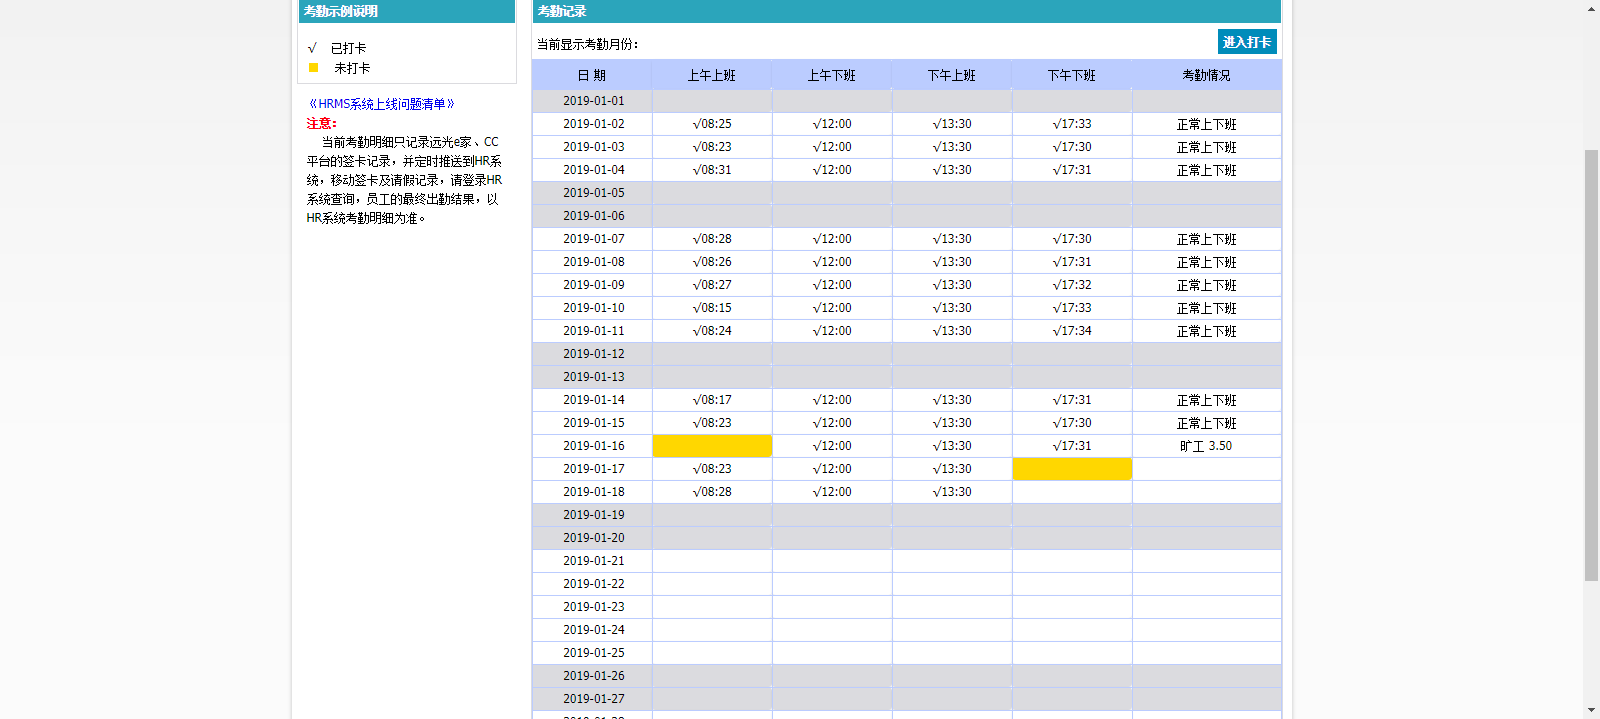 考勤示例说明
√ 已打卡
未打卡
《HRMS系统上线问题清单》
注意：
当前考勤明细只记录远光e家、CC
平台的签卡记录，并定时推送到HR系
统，移动签卡及请假记录，请登录HR
系统查询，员工的最终出勤结果，以
HR系统考勤明细为准。
考勤记录
当前显示考勤月份：
进入打卡
日 期 上午上班 上午下班 下午上班 下午下班 考勤情况
2019-01-01
2019-01-02 √08:25 √12:00 √13:30 √17:33 正常上下班
2019-01-03 √08:23 √12:00 √13:30 √17:30 正常上下班
2019-01-04 √08:31 √12:00 √13:30 √17:31 正常上下班
2019-01-05
2019-01-06
2019-01-07 √08:28 √12:00 √13:30 √17:30 正常上下班
2019-01-08 √08:26 √12:00 √13:30 √17:31 正常上下班
2019-01-09 √08:27 √12:00 √13:30 √17:32 正常上下班
2019-01-10 √08:15 √12:00 √13:30 √17:33 正常上下班
2019-01-11 √08:24 √12:00 √13:30 √17:34 正常上下班
2019-01-12
2019-01-13
2019-01-14 √08:17 √12:00 √13:30 √17:31 正常上下班
2019-01-15 √08:23 √12:00 √13:30 √17:30 正常上下班
2019-01-16 √12:00 √13:30 √17:31 旷工 3.50
2019-01-17 √08:23 √12:00 √13:30
2019-01-18 √08:28 √12:00 √13:30
2019-01-19
2019-01-20
2019-01-21
2019-01-22
2019-01-23
2019-01-24
2019-01-25
2019-01-26
2019-01-27